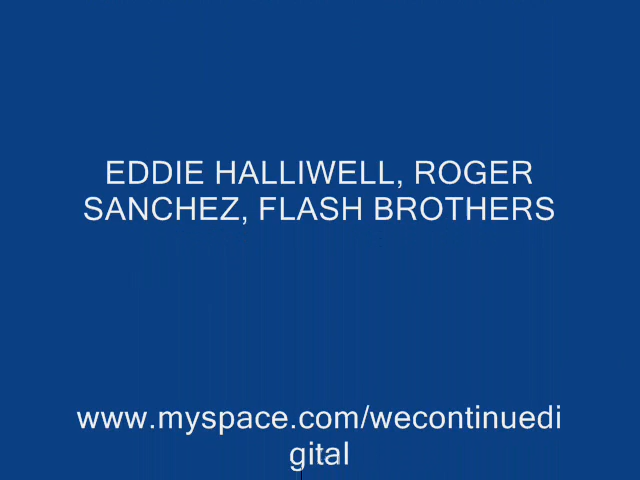 EDDIE HALLIWELL, ROGER
SANCHEZ, FLASH BROTHERS
www.myspace.com/wecontinuedi
gital